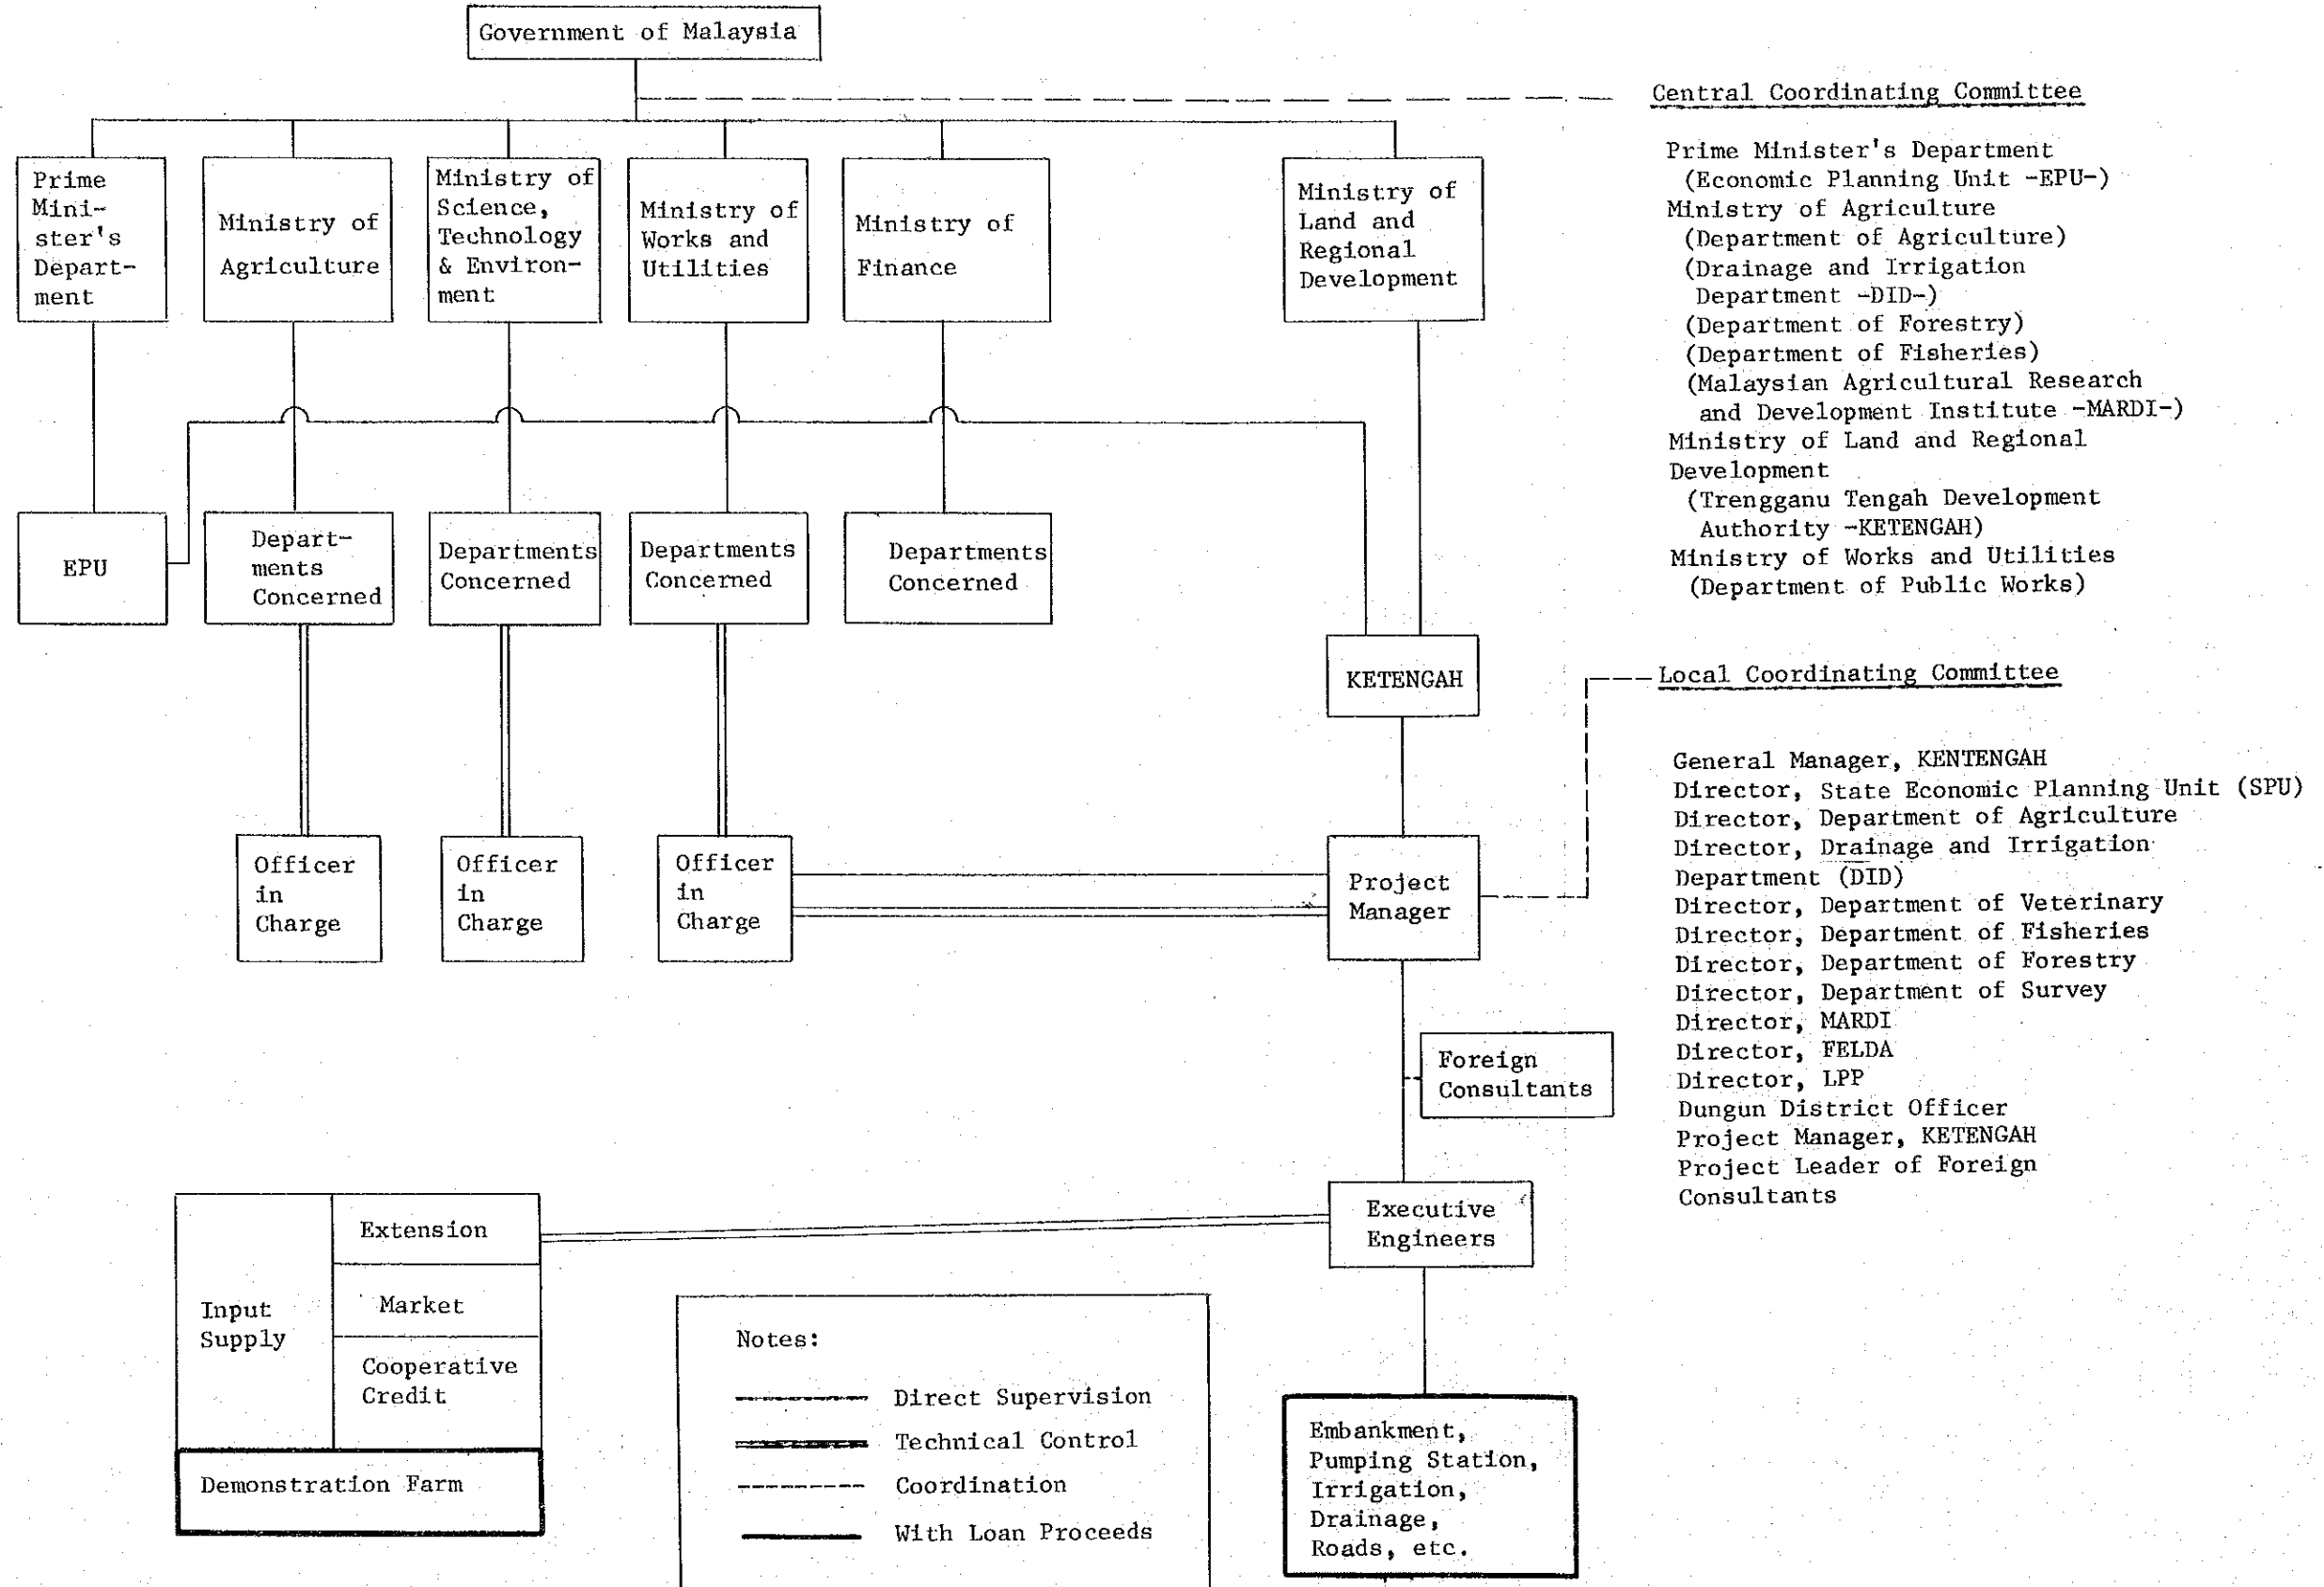 Government of Malaysia
Central Coordinating Committee
Prime Minister's Department
(Economic Planning Unit -EPU-)
Ministry of Agriculture
(Department of Agriculture)
(Drainage and Irrigation
Department -DID-)
(Department of Forestry)
(Department of Fisheries)
(Malaysian Agricultural Research
and Development Institute -MARDI-)
Ministry of Land and Regional
Development
(Trengganu Tengah Development
Authority -KETENGAH)
Ministry of Works and Utilities
(Department of Public Works)
Prime
Mini-
ster's
Depart-
ment
Ministry of
Agriculture
Ministry of
Science,
Technology
& Environ-
ment
Ministry of
Works and
Utilities
Ministry of
Finance
Ministry of
Land and
Regional
Development
EPU
Depart-
ments
Concerned
Departments
Concerned
Departments
Concerned
Departments
Concerned
KETENGAH
Local Coordinating Committee
General Manager, KENTENGAH
Director, State Economic Planning Unit (SPU)
Director, Department of Agriculture
Director, Drainage and Irrigation
Department (DID)
Director, Department of Veterinary
Director, Department of Fisheries
Director, Department of Forestry
Director, Department of Survey
Director, MARDI
Director, FELDA
Director, LPP
Dungun District Officer
Project Manager, KETENGAH
Project Leader of Foreign
Consultants
Officer
in
Charge
Officer
in
Charge
Officer
in
Charge
Project
Manager
Foreign
Consultants
Executive
Engineers
Input
Supply
Extension
Market
Cooperative
Credit
Demonstration Farm
Notes:
Direct Supervision
Technical Control
Coordination
With Loan Proceeds
Embankment,
Pumping Station,
Irrigation,
Drainage,
Roads, etc.